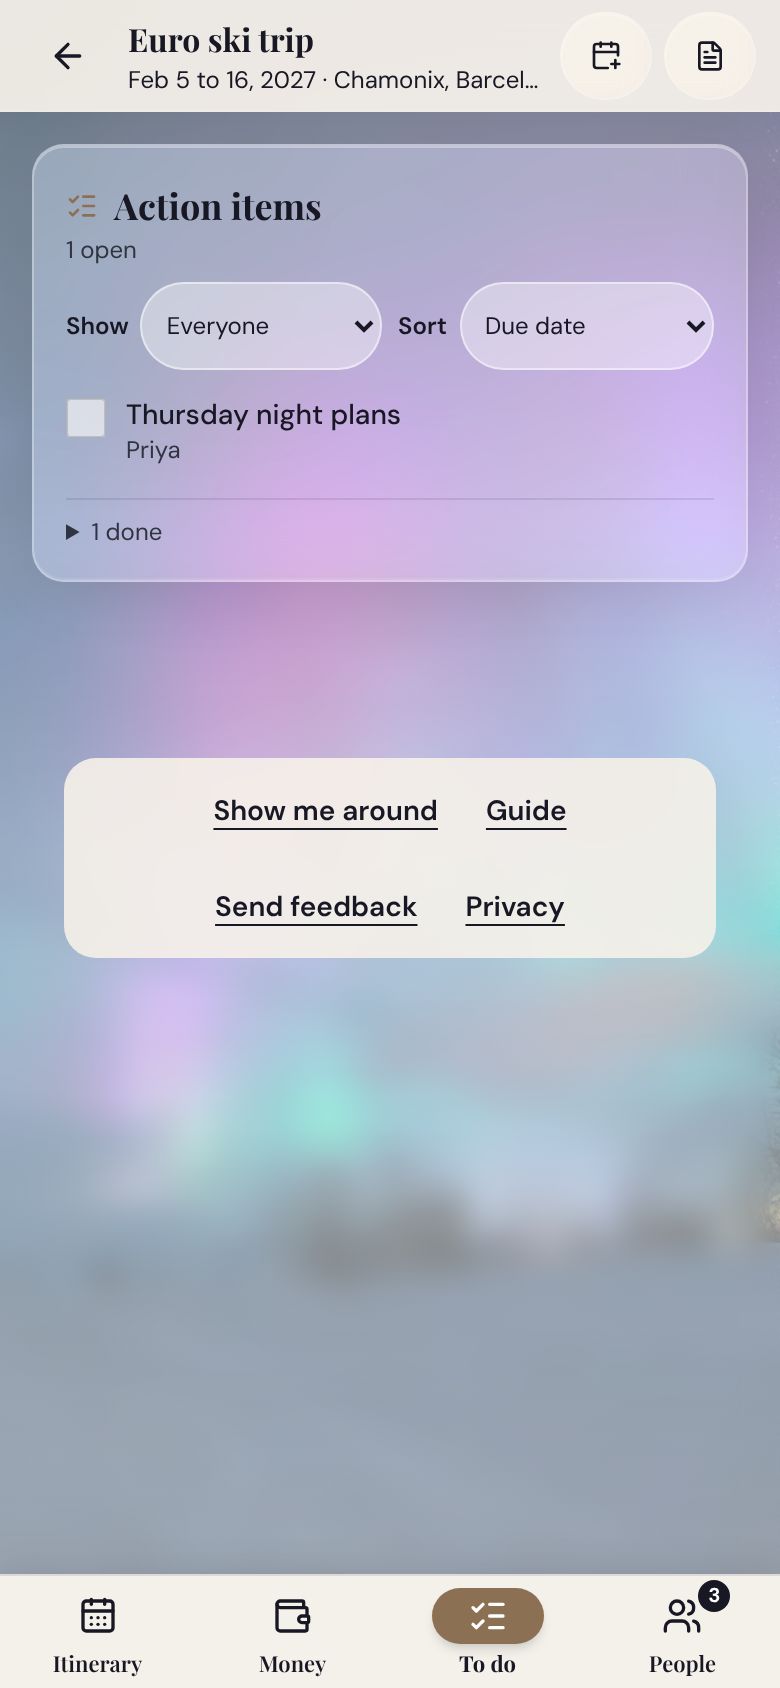 Euro ski trip
Feb 5 to 16, 2027 · Chamonix, Barcel...
Action items
1 open
Show Everyone Sort Due date
Thursday night plans
Priya
1 done
Show me around Guide
Send feedback Privacy
3
Itinerary Money To do People